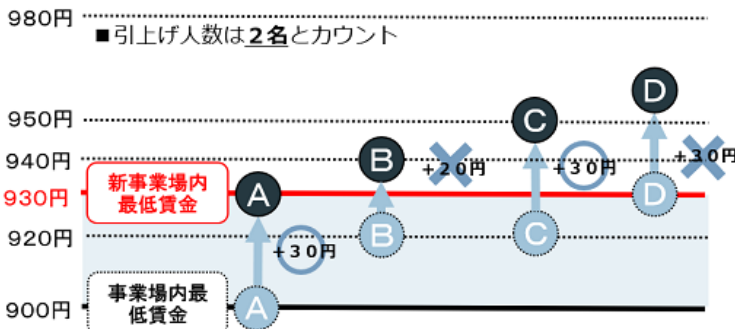 980円
■引上げ人数は2名とカウント
950円
940円
930円
920円
900円
新事業場内
最低賃金
事業場内最
低賃金
A
A
+30円
B
B
+20円
C
C
+30円
D
D
+30円